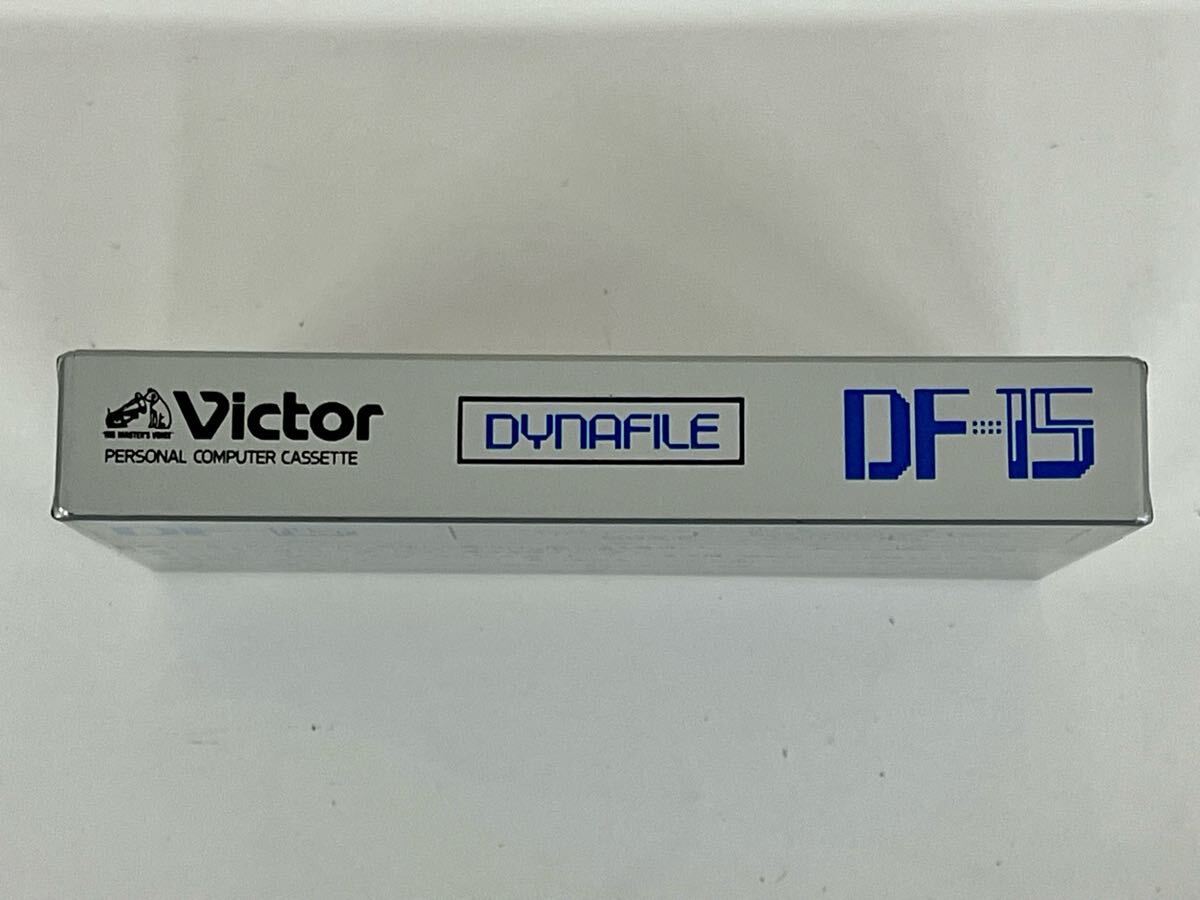 Victor
"HIS MASTER'S VOICE"
PERSONAL COMPUTER CASSETTE
DYNAFILE
DF-15